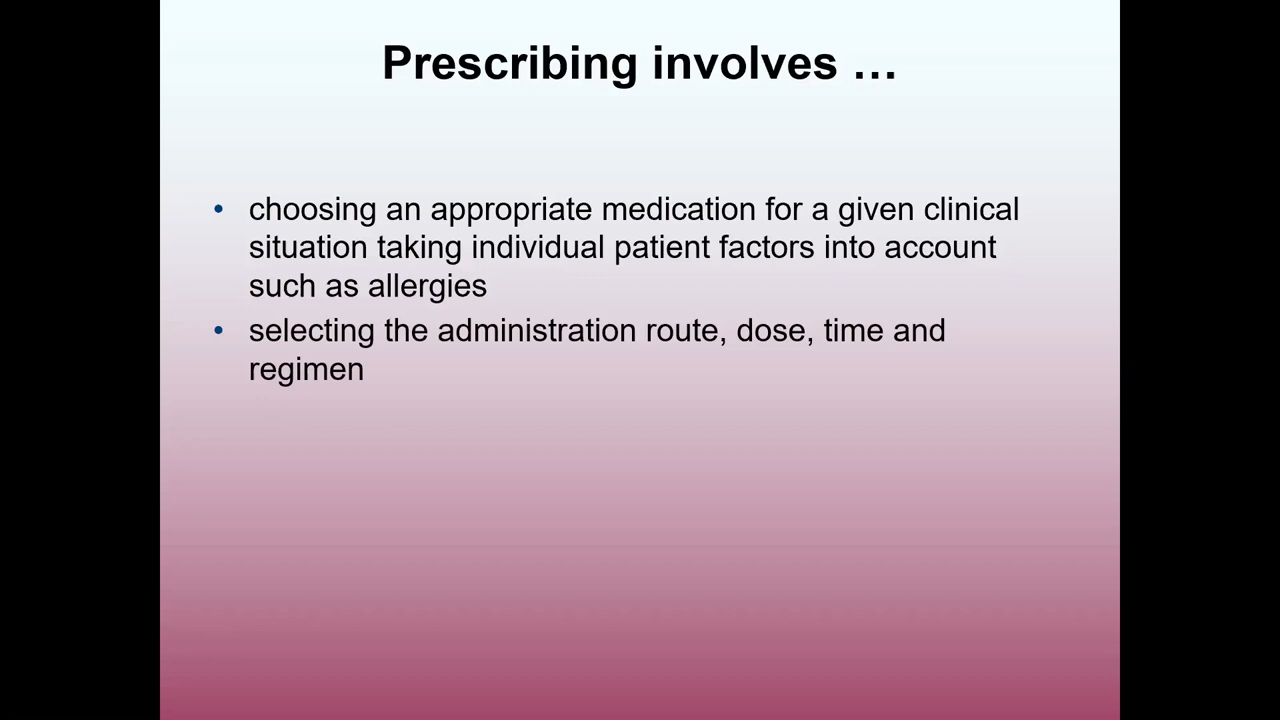 Prescribing involves …
• choosing an appropriate medication for a given clinical
situation taking individual patient factors into account
such as allergies
• selecting the administration route, dose, time and
regimen